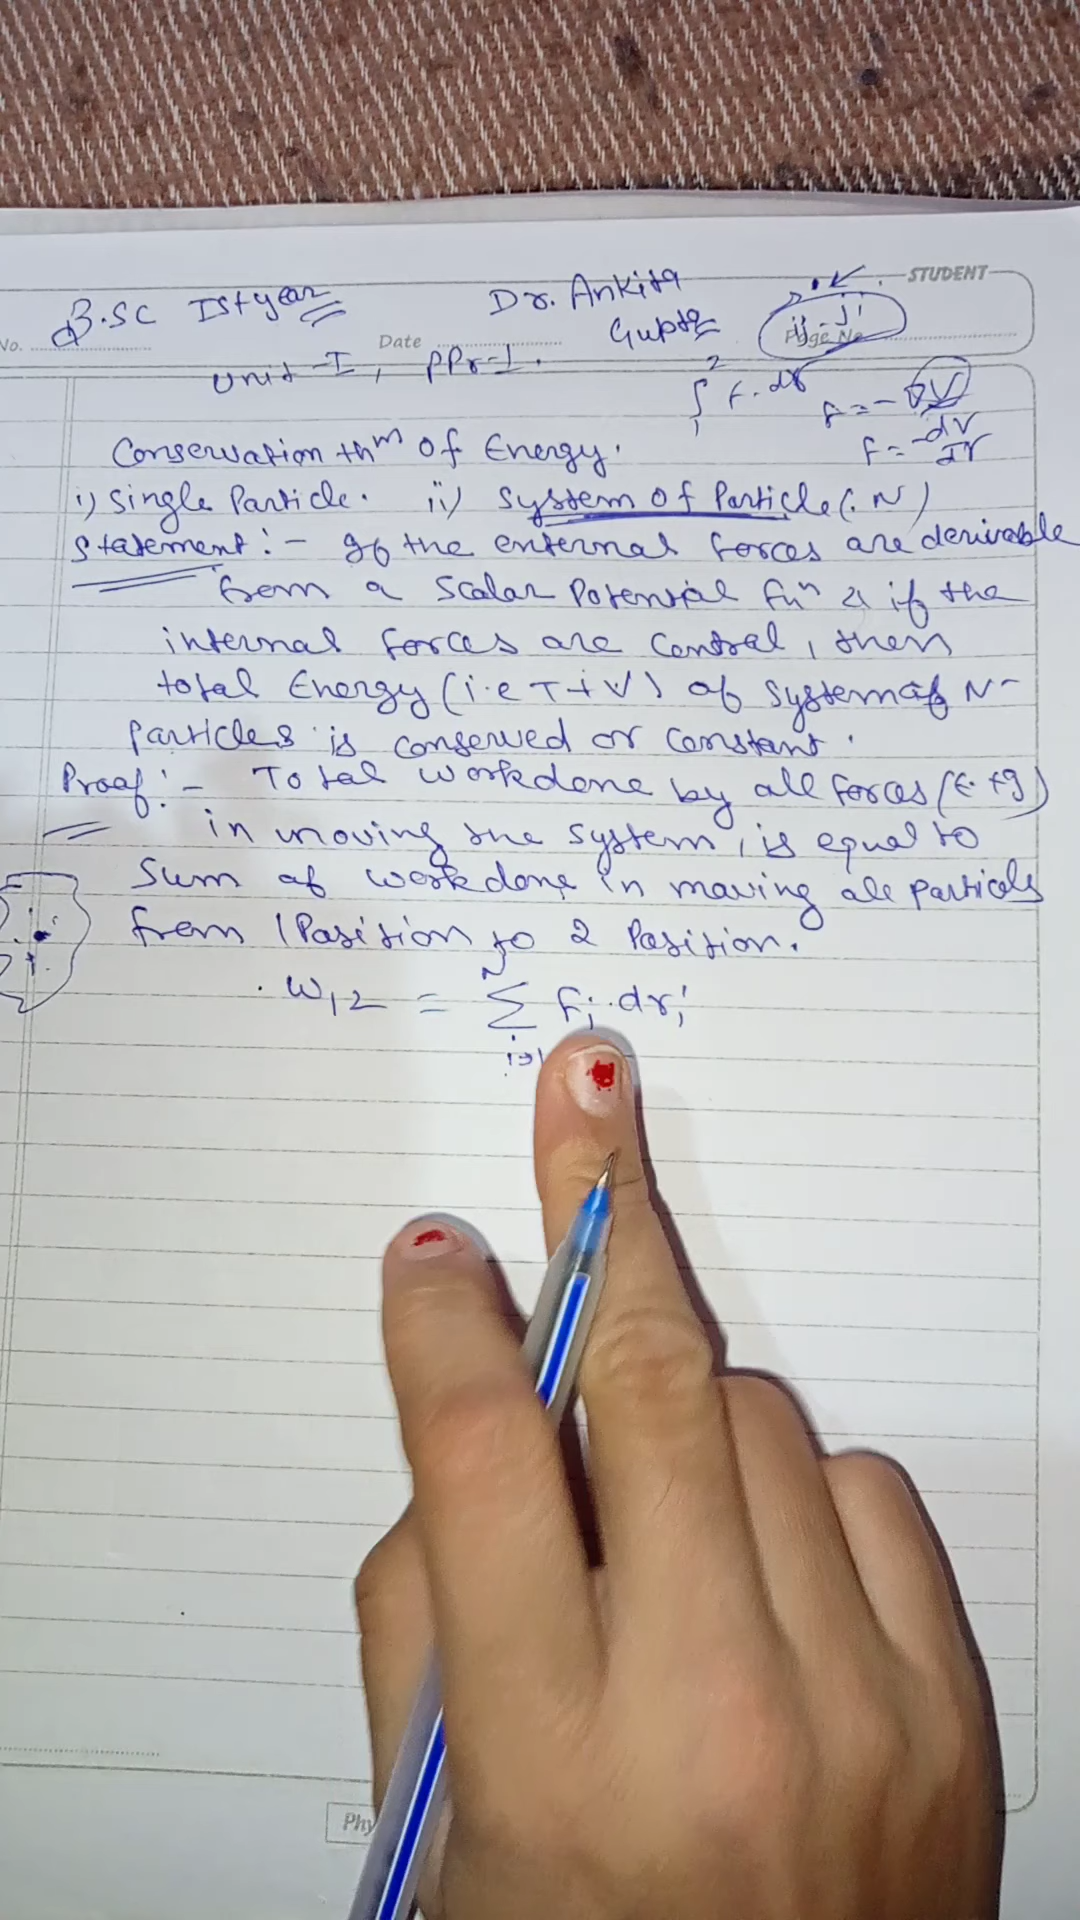 STUDENT
B.SC Ist year Dr. Ankita Gupta
No. Date Page No.
Unit-I, PPr-I.
∫₁² F.dr F = -∇V
F = -dV/dr
Conservation thm of Energy.
i) Single Particle. ii) System Of Particle (N)
Statement:- If the external forces are derivable
from a Scalar Potential fun & if the
internal forces are Central, then
total Energy (i.e T+V) of System of N-
Particles is conserved or Constant.
Proof:- Total workdone by all forces
in moving the System, is equal to
Sum of workdone in moving all Particls
from 1 Position to 2 Position.
W12 = N Σ i=1 Fi.dri
Phy